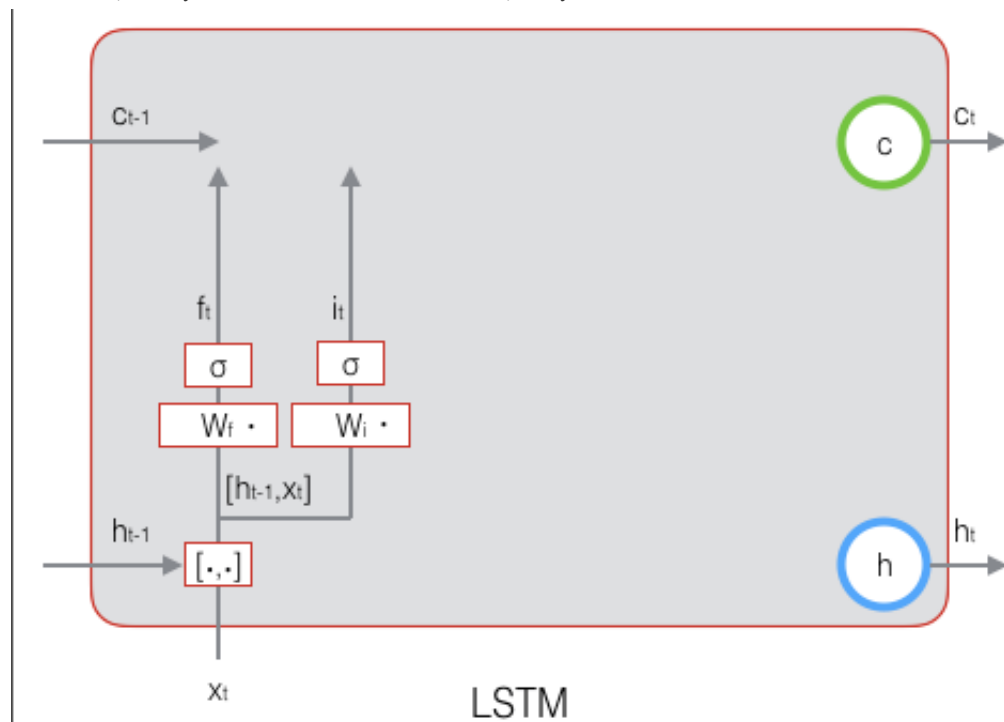 Ct-1
Ct
c
ft
it
σ
σ
Wf ·
Wi ·
[ht-1,xt]
ht-1
ht
[·,·]
h
xt
LSTM